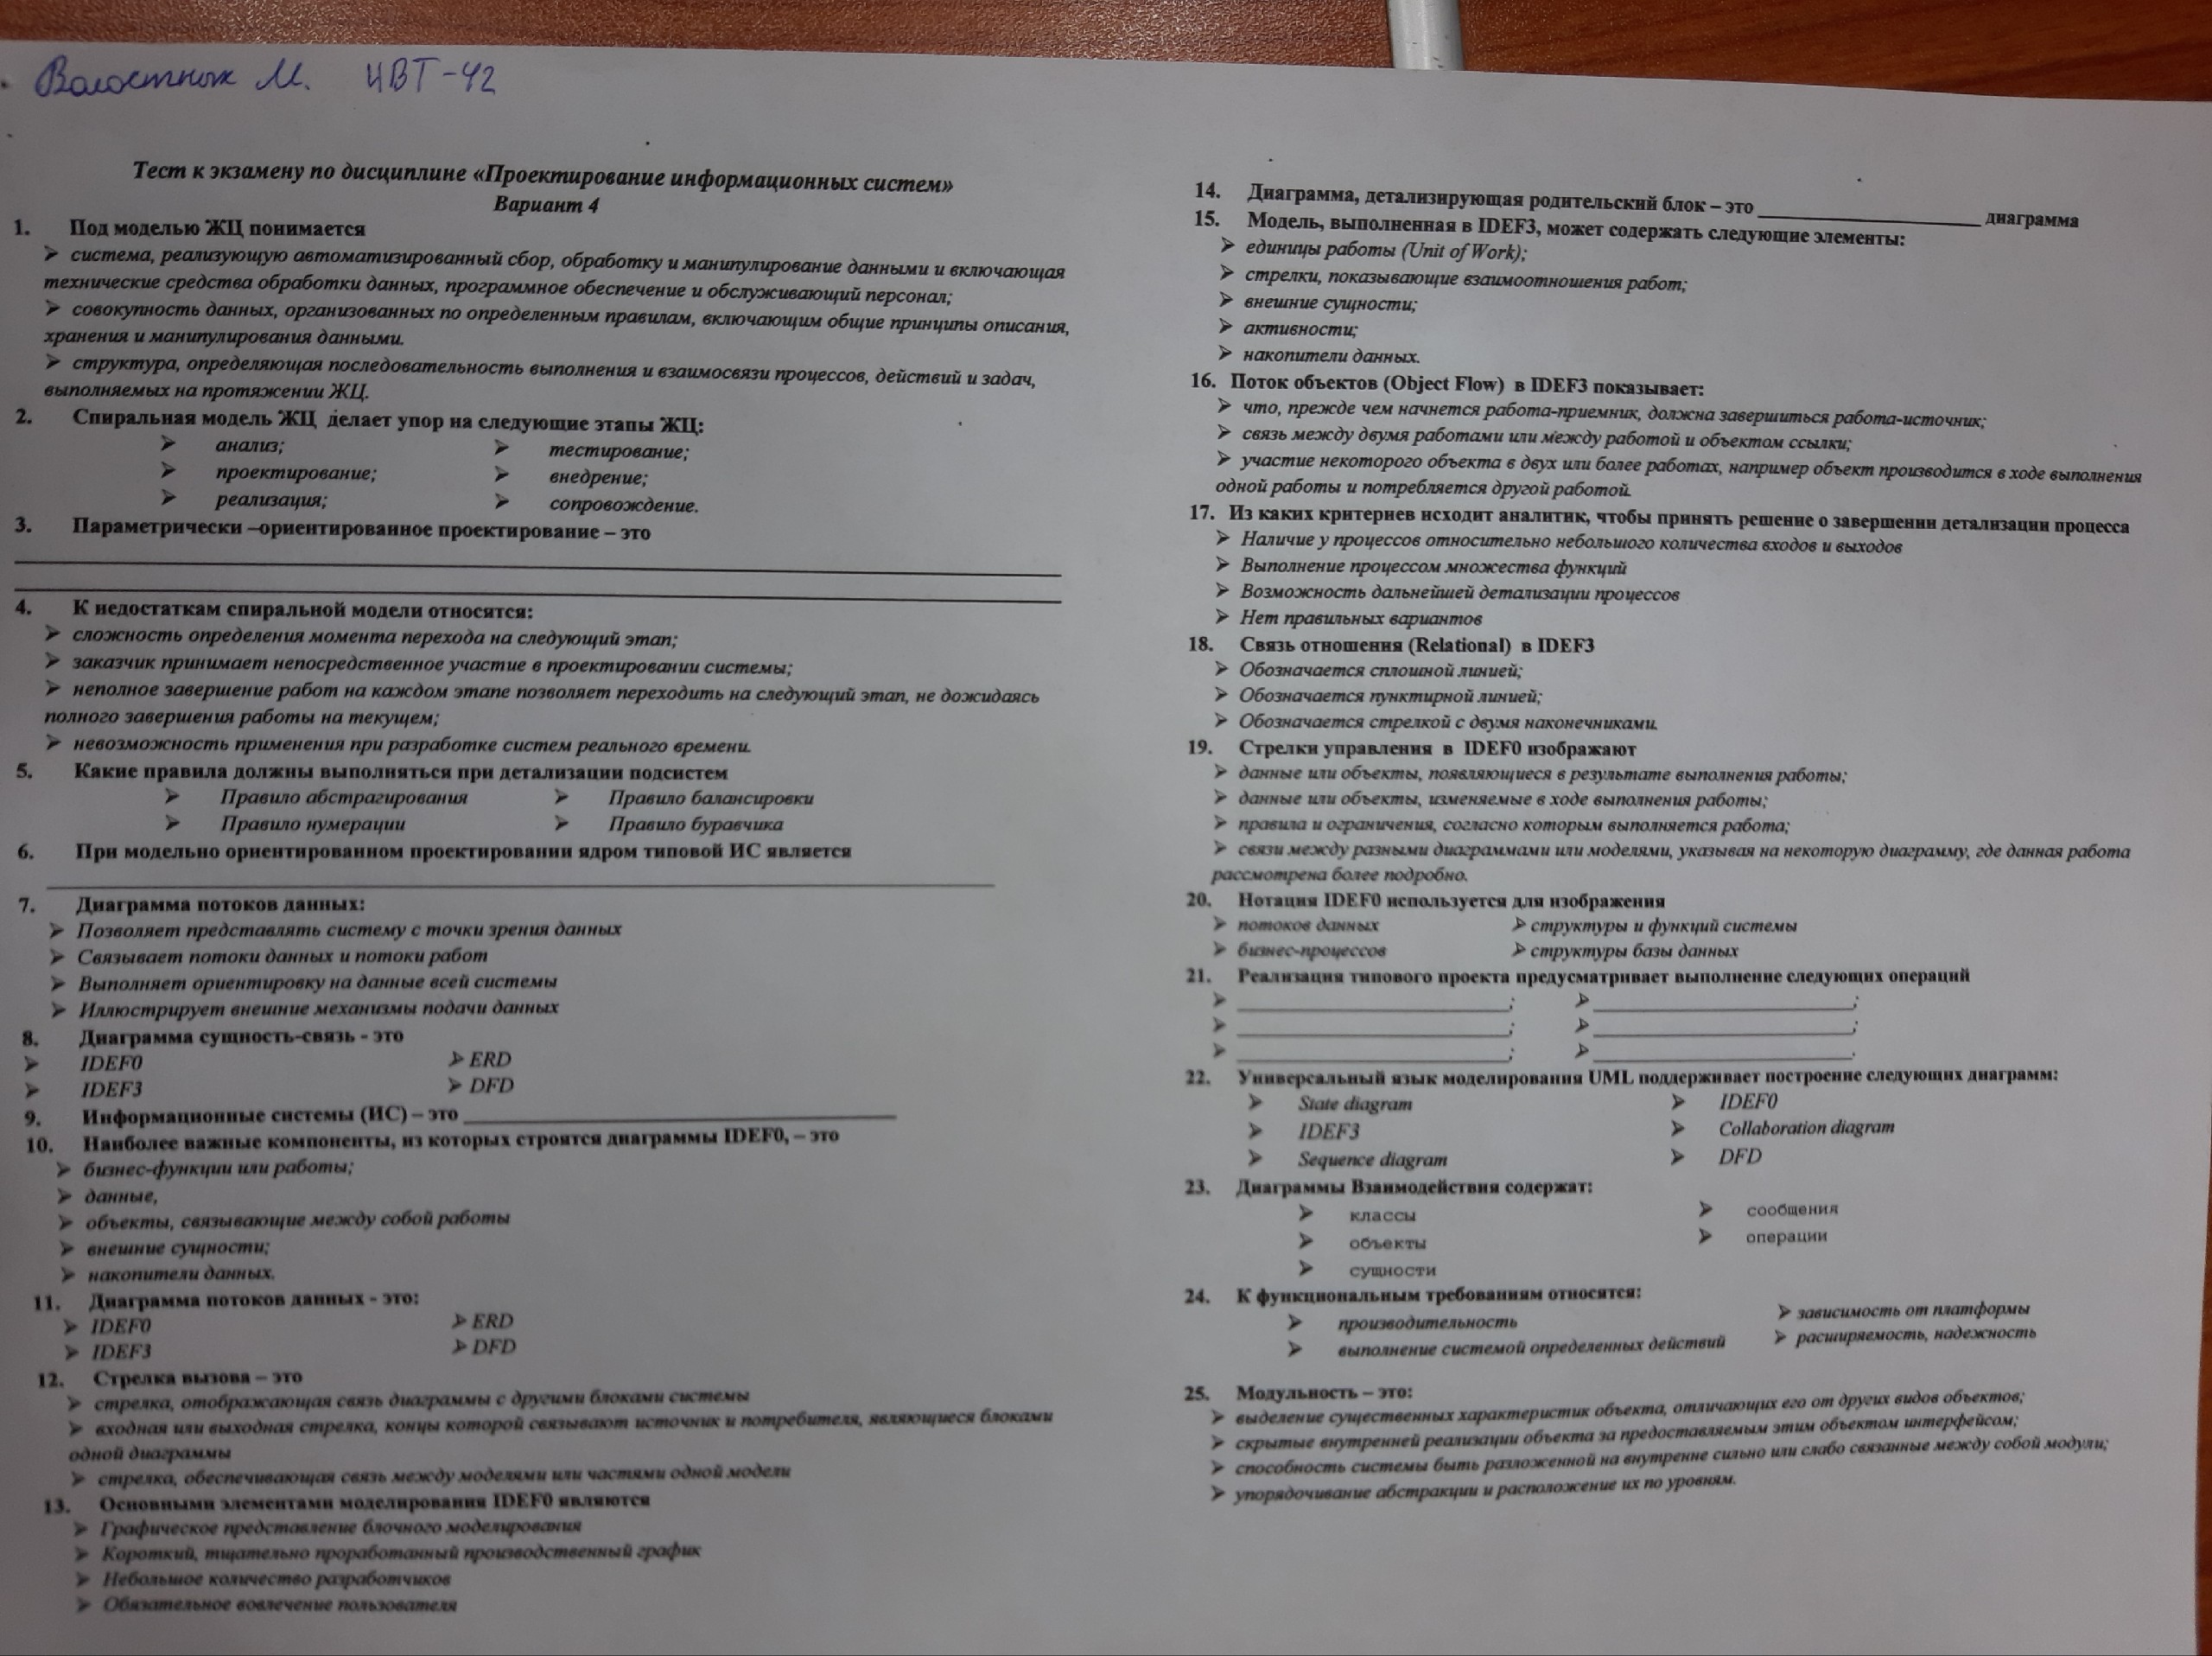 Волостных М. ЧВТ-42
Тест к экзамену по дисциплине «Проектирование информационных систем»
Вариант 4
1. Под моделью ЖЦ понимается
➢ система, реализующую автоматизированный сбор, обработку и манипулирование данными и включающая
технические средства обработки данных, программное обеспечение и обслуживающий персонал;
➢ совокупность данных, организованных по определенным правилам, включающим общие принципы описания,
хранения и манипулирования данными.
➢ структура, определяющая последовательность выполнения и взаимосвязи процессов, действий и задач,
выполняемых на протяжении ЖЦ.
2. Спиральная модель ЖЦ делает упор на следующие этапы ЖЦ:
➢ анализ; ➢ тестирование;
➢ проектирование; ➢ внедрение;
➢ реализация; ➢ сопровождение.
3. Параметрически –ориентированное проектирование – это
4. К недостаткам спиральной модели относятся:
➢ сложность определения момента перехода на следующий этап;
➢ заказчик принимает непосредственное участие в проектировании системы;
➢ неполное завершение работ на каждом этапе позволяет переходить на следующий этап, не дожидаясь
полного завершения работы на текущем;
➢ невозможность применения при разработке систем реального времени.
5. Какие правила должны выполняться при детализации подсистем
➢ Правило абстрагирования ➢ Правило балансировки
➢ Правило нумерации ➢ Правило буравчика
6. При модельно ориентированном проектировании ядром типовой ИС является
7. Диаграмма потоков данных:
➢ Позволяет представлять систему с точки зрения данных
➢ Связывает потоки данных и потоки работ
➢ Выполняет ориентировку на данные всей системы
➢ Иллюстрирует внешние механизмы подачи данных
8. Диаграмма сущность-связь - это
➢ IDEF0 ➢ ERD
➢ IDEF3 ➢ DFD
9. Информационные системы (ИС) – это
10. Наиболее важные компоненты, из которых строятся диаграммы IDEF0, – это
➢ бизнес-функции или работы;
➢ данные,
➢ объекты, связывающие между собой работы
➢ внешние сущности;
➢ накопители данных.
11. Диаграмма потоков данных - это:
➢ IDEF0 ➢ ERD
➢ IDEF3 ➢ DFD
12. Стрелка вызова – это
➢ стрелка, отображающая связь диаграммы с другими блоками системы
➢ входная или выходная стрелка, концы которой связывают источник и потребителя, являющиеся блоками
одной диаграммы
➢ стрелка, обеспечивающая связь между моделями или частями одной модели
13. Основными элементами моделирования IDEF0 являются
➢ Графическое представление блочного моделирования
➢ Короткий, тщательно проработанный производственный график
➢ Небольшое количество разработчиков
➢ Обязательное вовлечение пользователя
14. Диаграмма, детализирующая родительский блок – это ____________ диаграмма
15. Модель, выполненная в IDEF3, может содержать следующие элементы:
➢ единицы работы (Unit of Work);
➢ стрелки, показывающие взаимоотношения работ;
➢ внешние сущности;
➢ активности;
➢ накопители данных.
16. Поток объектов (Object Flow) в IDEF3 показывает:
➢ что, прежде чем начнется работа-приемник, должна завершиться работа-источник;
➢ связь между двумя работами или между работой и объектом ссылки;
➢ участие некоторого объекта в двух или более работах, например объект производится в ходе выполнения
одной работы и потребляется другой работой.
17. Из каких критериев исходит аналитик, чтобы принять решение о завершении детализации процесса
➢ Наличие у процессов относительно небольшого количества входов и выходов
➢ Выполнение процессом множества функций
➢ Возможность дальнейшей детализации процессов
➢ Нет правильных вариантов
18. Связь отношения (Relational) в IDEF3
➢ Обозначается сплошной линией;
➢ Обозначается пунктирной линией;
➢ Обозначается стрелкой с двумя наконечниками.
19. Стрелки управления в IDEF0 изображают
➢ данные или объекты, появляющиеся в результате выполнения работы;
➢ данные или объекты, изменяемые в ходе выполнения работы;
➢ правила и ограничения, согласно которым выполняется работа;
➢ связи между разными диаграммами или моделями, указывая на некоторую диаграмму, где данная работа
рассмотрена более подробно.
20. Нотация IDEF0 используется для изображения
➢ потоков данных ➢ структуры и функций системы
➢ бизнес-процессов ➢ структуры базы данных
21. Реализация типового проекта предусматривает выполнение следующих операций
➢ ____________; ➢ ____________;
➢ ____________; ➢ ____________;
➢ ____________; ➢ ____________.
22. Универсальный язык моделирования UML поддерживает построение следующих диаграмм:
➢ State diagram ➢ IDEF0
➢ IDEF3 ➢ Collaboration diagram
➢ Sequence diagram ➢ DFD
23. Диаграммы Взаимодействия содержат:
➢ классы ➢ сообщения
➢ объекты ➢ операции
➢ сущности
24. К функциональным требованиям относятся:
➢ производительность ➢ зависимость от платформы
➢ выполнение системой определенных действий ➢ расширяемость, надежность
25. Модульность – это:
➢ выделение существенных характеристик объекта, отличающих его от других видов объектов;
➢ скрытые внутренней реализации объекта за предоставляемым этим объектом интерфейсом;
➢ способность системы быть разложенной на внутренне сильно или слабо связанные между собой модули;
➢ упорядочивание абстракции и расположение их по уровням.